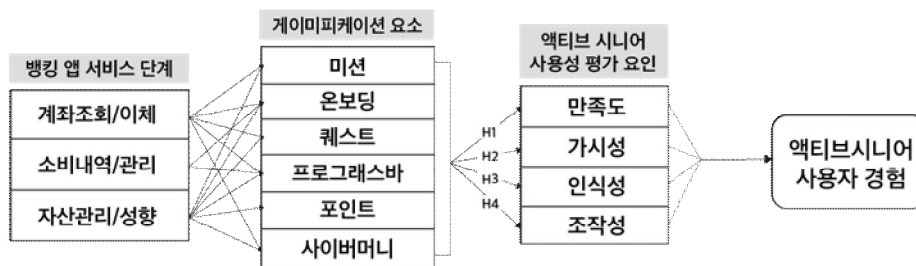 뱅킹 앱 서비스 단계
계좌조회/이체
소비내역/관리
자산관리/성향
게이미피케이션 요소
미션
온보딩
퀘스트
프로그래스바
포인트
사이버머니
H1
H2
H3
H4
액티브 시니어
사용성 평가 요인
만족도
가시성
인식성
조작성
액티브시니어
사용자 경험